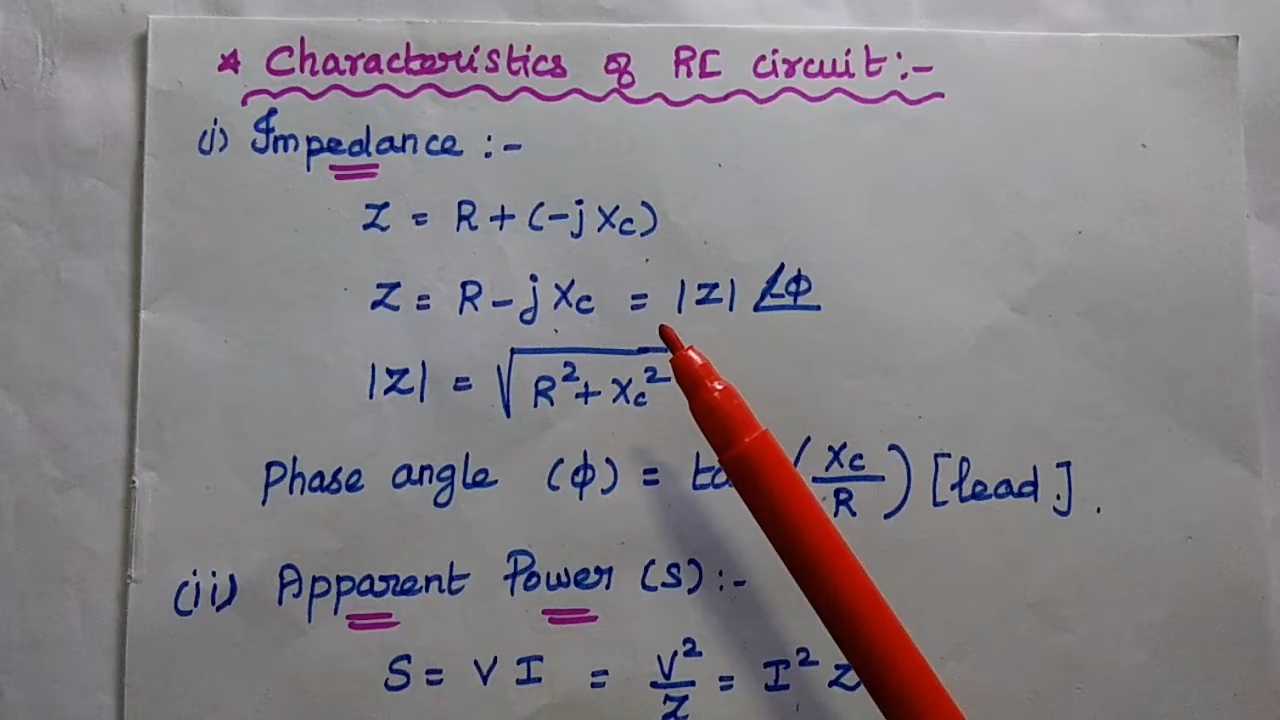 * Characteristics of RC circuit:-
(i) Impedance :-
Z = R + (-j Xc)
Z = R - j Xc = |Z| ∠ϕ
|Z| = √R² + Xc²
Phase angle (ϕ) = (Xc/R) [lead].
(ii) Apparent Power (S) :-
S = V I = V²/Z = I² Z